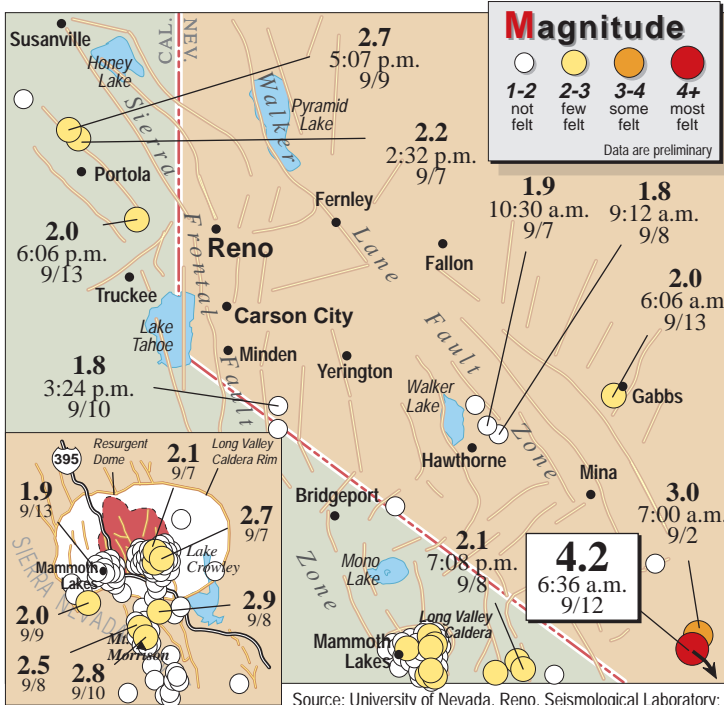 Susanville
CAL.
NEV.
Honey
Lake
2.7
5:07 p.m.
9/9
Walker
Pyramid
Lake
Sierra
2.2
2:32 p.m.
9/7
Magnitude
1-2
not
felt
2-3
few
felt
3-4
some
felt
4+
most
felt
Data are preliminary
Portola
2.0
6:06 p.m.
9/13
Frontal
Reno
Fernley
Lane
1.9
10:30 a.m.
9/7
1.8
9:12 a.m.
9/8
Fallon
2.0
6:06 a.m
9/13
Truckee
Lake
Tahoe
Carson City
Minden
Fault
Yerington
Fault
1.8
3:24 p.m.
9/10
Walker
Lake
Gabbs
Hawthorne
Zone
Mina
Resurgent
Dome
Long Valley
Caldera Rim
395
2.1
9/7
1.9
9/13
2.7
9/7
Lake
Crowley
Mammoth
Lakes
SIERRA NEVADA
2.0
9/9
2.9
9/8
Mt.
Morrison
2.5
9/8
2.8
9/10
Bridgeport
Zone
Mono
Lake
2.1
7:08 p.m.
9/8
Long Valley
Caldera
Mammoth
Lakes
4.2
6:36 a.m.
9/12
3.0
7:00 a.m.
9/2
Source: University of Nevada, Reno, Seismological Laboratory;